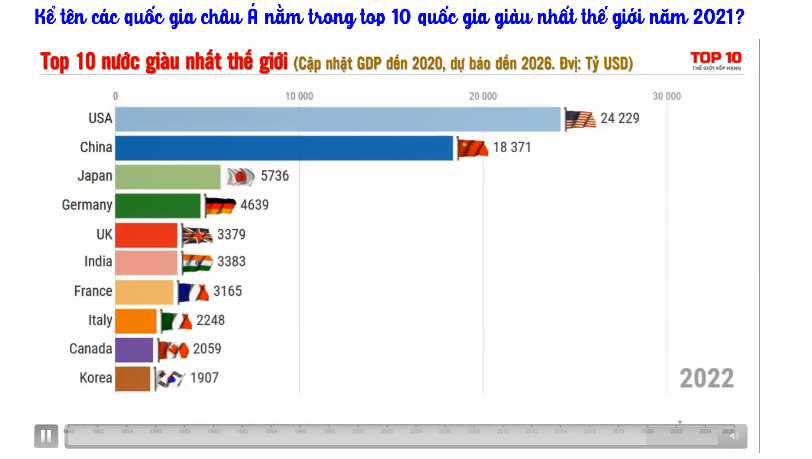 Kể tên các quốc gia châu Á nằm trong top 10 quốc gia giàu nhất thế giới năm 2021?
Top 10 nước giàu nhất thế giới (Cập nhật GDP đến 2020, dự báo đến 2026. Đvị: Tỷ USD)
TOP 10
THẾ GIỚI XẾP HẠNG
0 10 000 20 000 30 000
USA 24 229
China 18 371
Japan 5736
Germany 4639
UK 3379
India 3383
France 3165
Italy 2248
Canada 2059
Korea 1907
2022